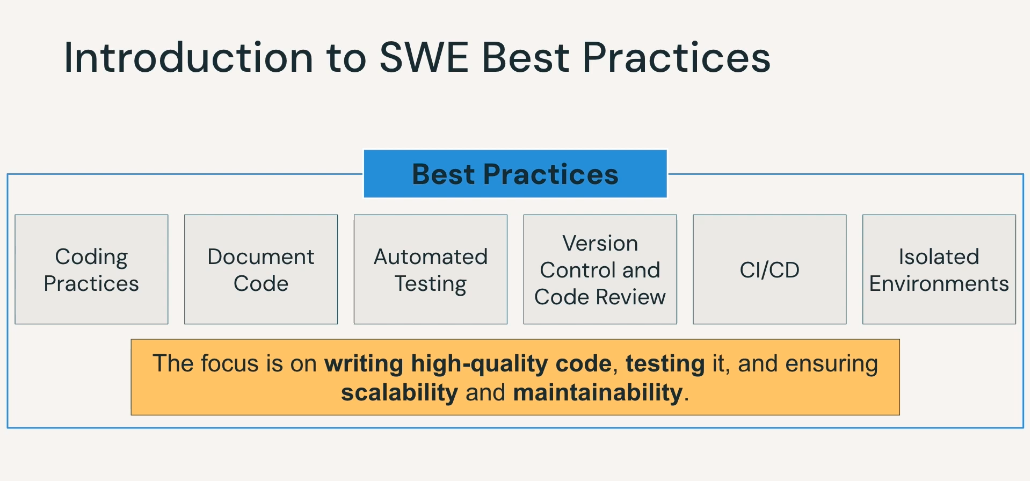 Introduction to SWE Best Practices
Best Practices
Coding
Practices
Document
Code
Automated
Testing
Version
Control and
Code Review
CI/CD
Isolated
Environments
The focus is on writing high-quality code, testing it, and ensuring
scalability and maintainability.